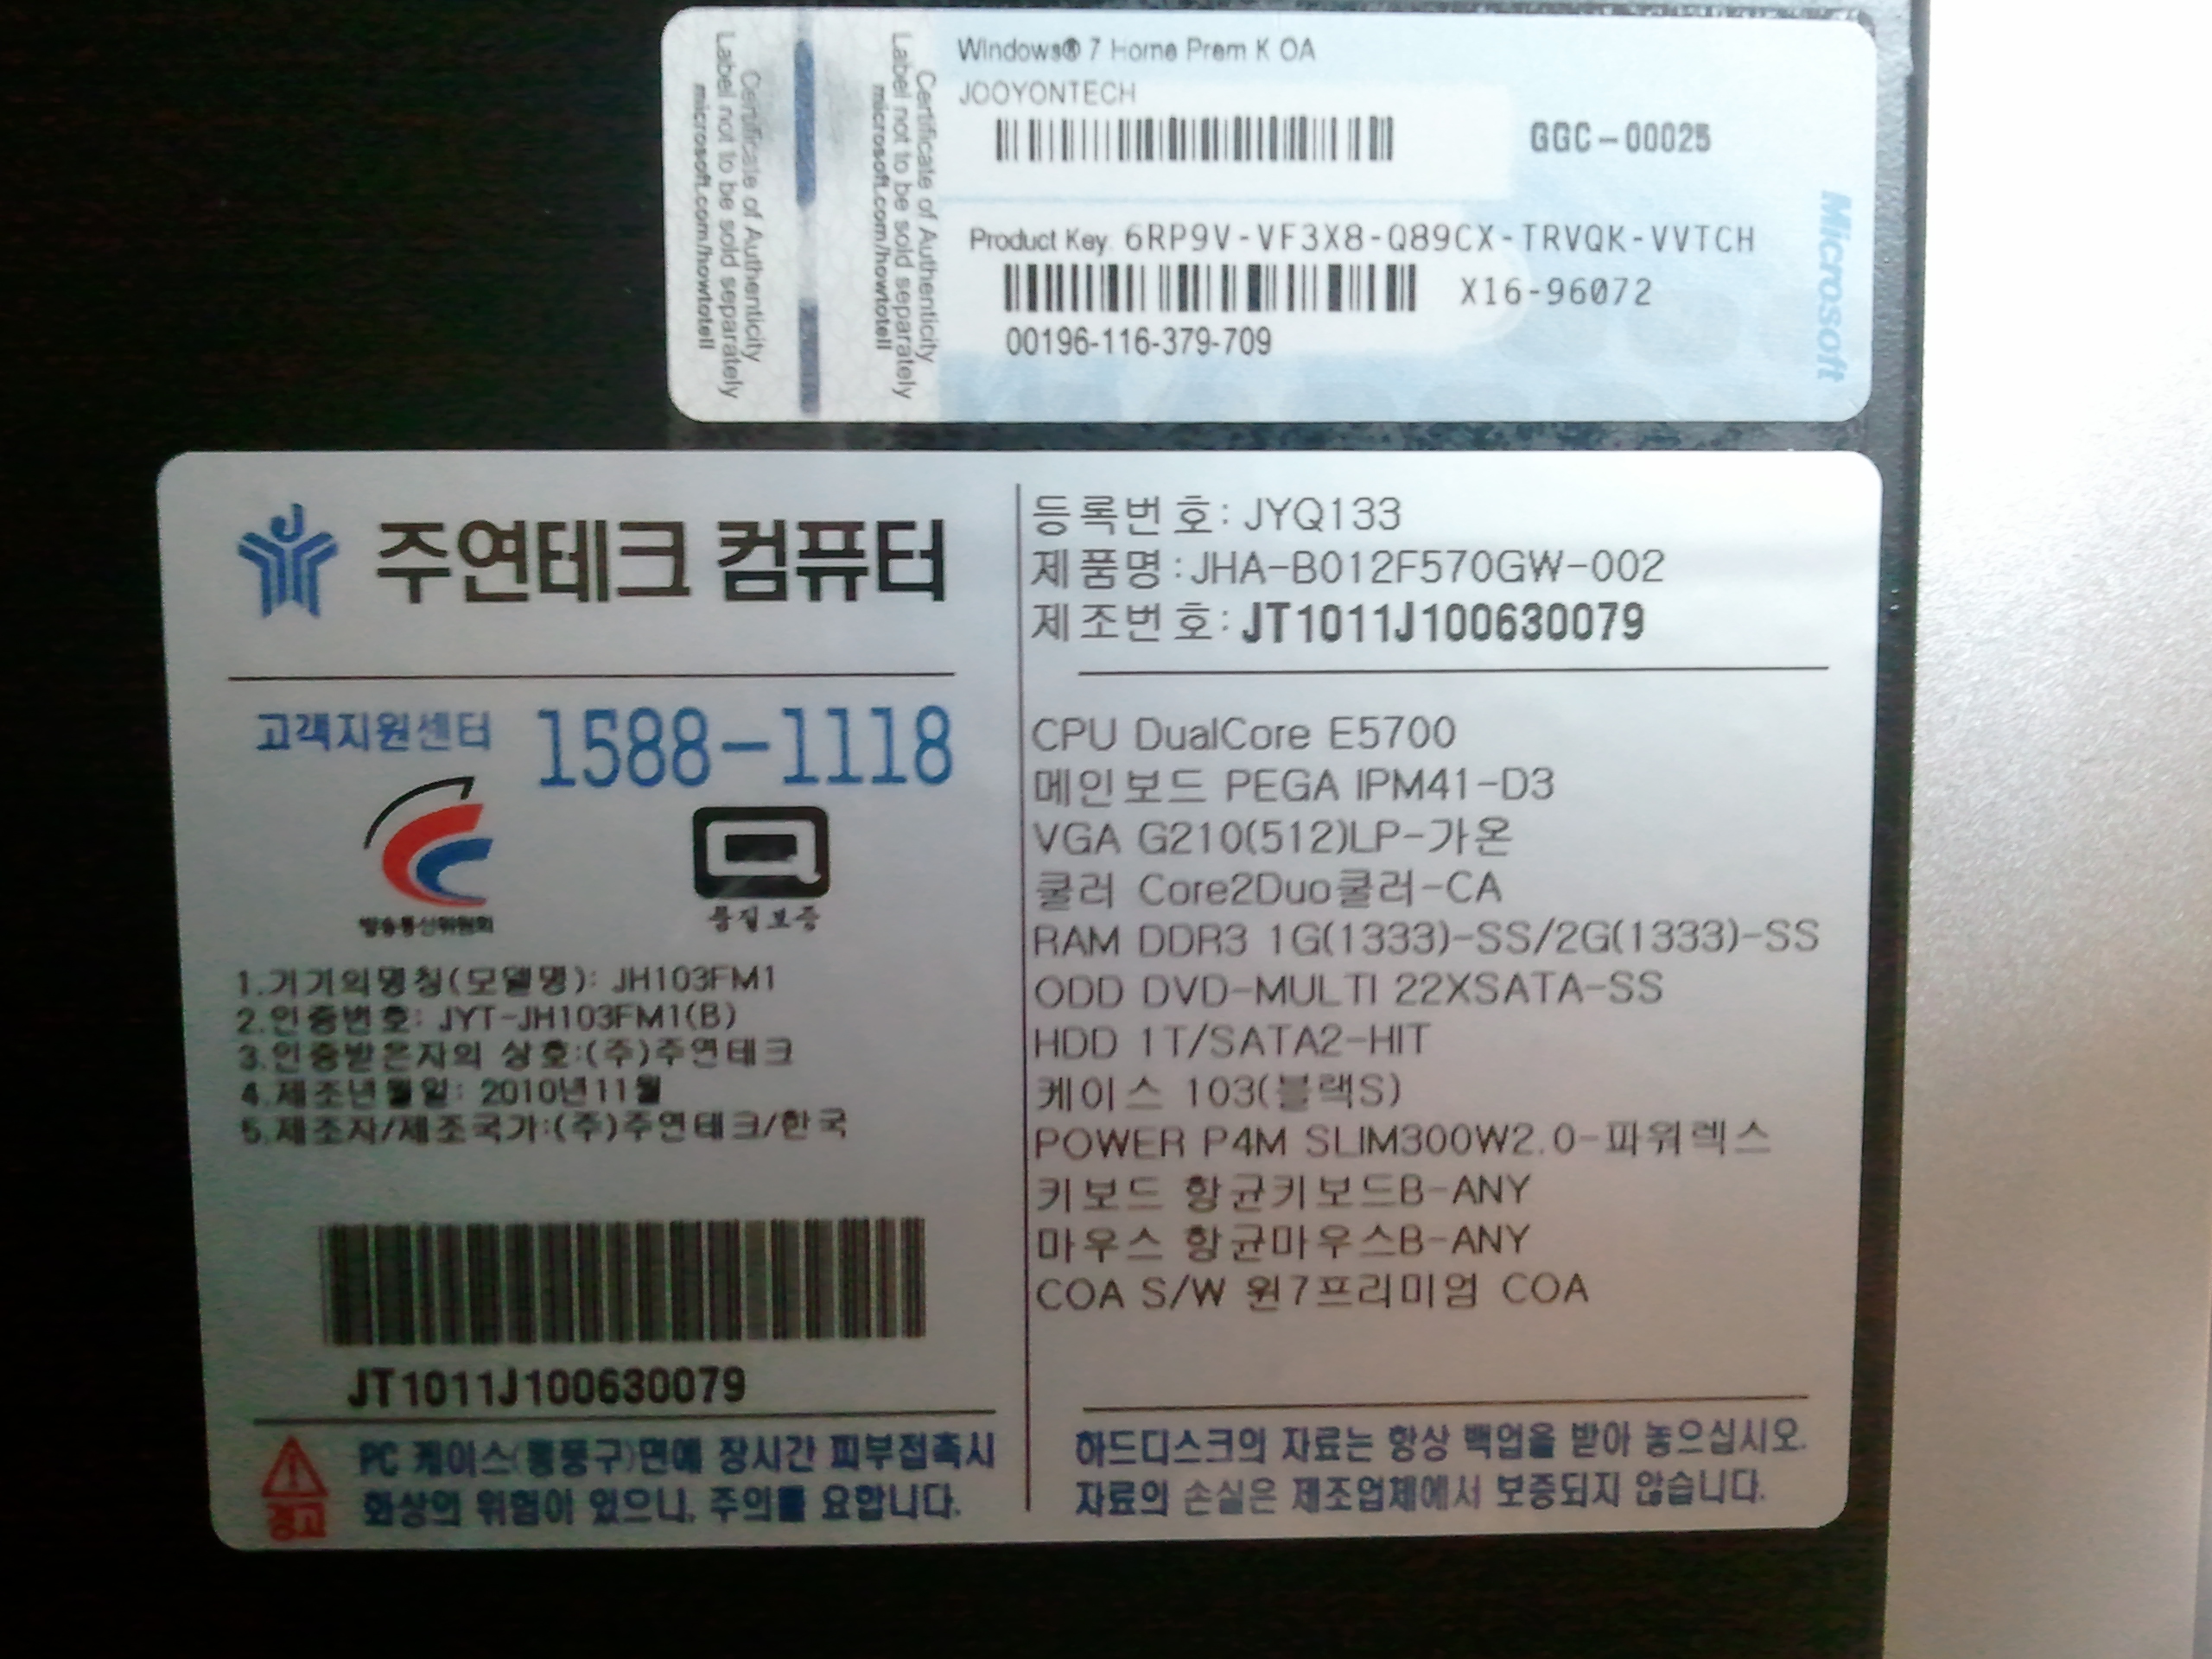 Windows® 7 Home Prem K OA
JOOYONTECH
GGC-00025
Product Key: 6RP9V-VF3X8-Q89CX-TRVQK-VVTCH
X16-96072
00196-116-379-709
Microsoft
Certificate of Authenticity
Label not to be sold separately
microsoft.com/howtotell
Certificate of Authenticity
Label not to be sold separately
microsoft.com/howtotell
주연테크 컴퓨터
고객지원센터 1588-1118
방송통신위원회
품질보증
1.기기의명칭(모델명): JH103FM1
2.인증번호: JYT-JH103FM1(B)
3.인증받은자의 상호:(주)주연테크
4.제조년월일: 2010년11월
5.제조자/제조국가:(주)주연테크/한국
JT1011J100630079
경고
PC 케이스(통풍구)면에 장시간 피부접촉시
화상의 위험이 있으니, 주의를 요합니다.
등록번호: JYQ133
제품명:JHA-B012F570GW-002
제조번호: JT1011J100630079
CPU DualCore E5700
메인보드 PEGA IPM41-D3
VGA G210(512)LP-가온
쿨러 Core2Duo쿨러-CA
RAM DDR3 1G(1333)-SS/2G(1333)-SS
ODD DVD-MULTI 22XSATA-SS
HDD 1T/SATA2-HIT
케이스 103(블랙S)
POWER P4M SLIM300W2.0-파워렉스
키보드 항균키보드B-ANY
마우스 항균마우스B-ANY
COA S/W 윈7프리미엄 COA
하드디스크의 자료는 항상 백업을 받아 놓으십시오.
자료의 손실은 제조업체에서 보증되지 않습니다.